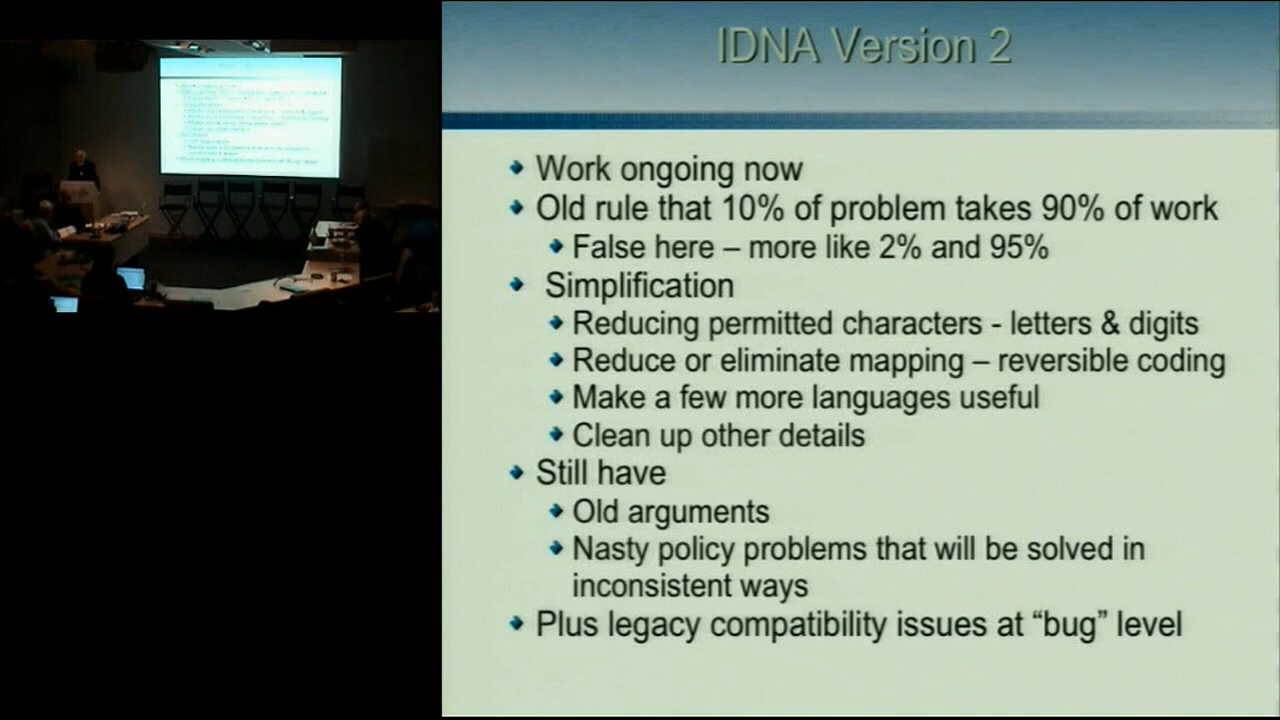 IDNA Version 2
Work ongoing now
Old rule that 10% of problem takes 90% of work
False here – more like 2% and 95%
Simplification
Reducing permitted characters - letters & digits
Reduce or eliminate mapping – reversible coding
Make a few more languages useful
Clean up other details
Still have
Old arguments
Nasty policy problems that will be solved in
inconsistent ways
Plus legacy compatibility issues at “bug” level